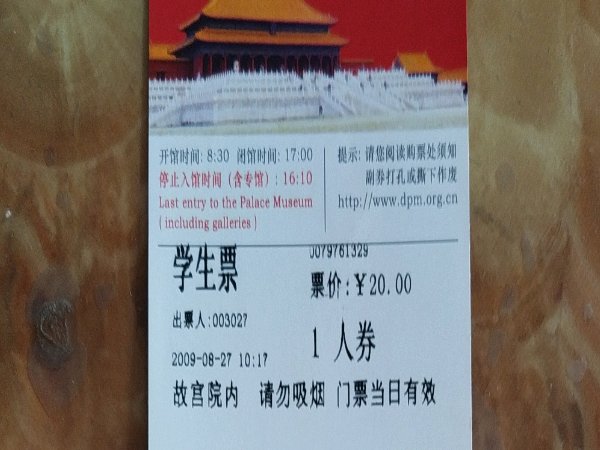 开馆时间: 8:30 闭馆时间: 17:00
停止入馆时间（含专馆）: 16:10
Last entry to the Palace Museum
( including galleries )
提示: 请您阅读购票处须知
副券打孔或撕下作废
http://www.dpm.org.cn
学生票
J079761329
票价:￥20.00
出票人:003027
1 人券
2009-08-27 10:17
故宫院内 请勿吸烟 门票当日有效